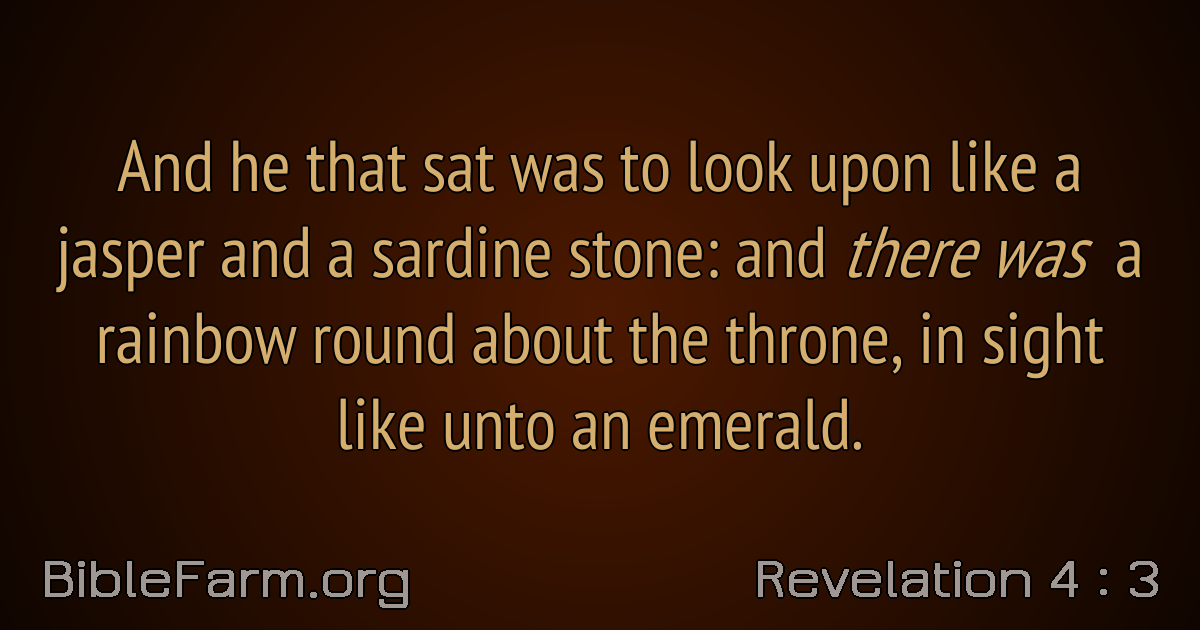 And he that sat was to look upon like a
jasper and a sardine stone: and there was a
rainbow round about the throne, in sight
like unto an emerald.
BibleFarm.org
Revelation 4 : 3